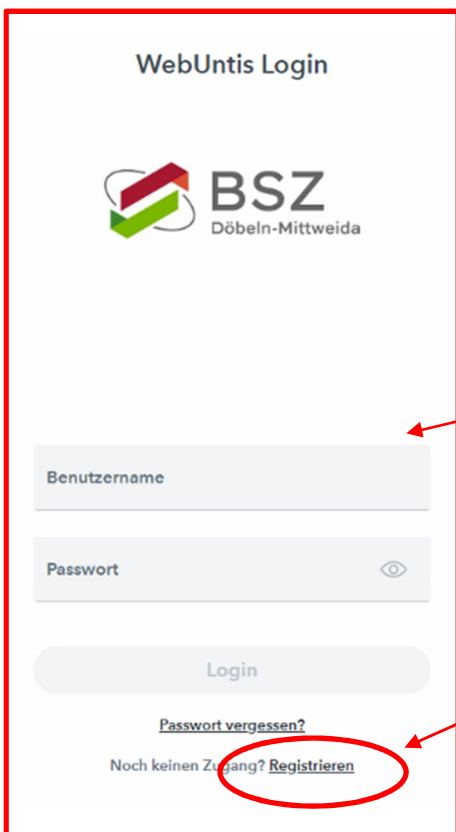 WebUntis Login
BSZ
Döbeln-Mittweida
Benutzername
Passwort
Login
Passwort vergessen?
Noch keinen Zugang? Registrieren